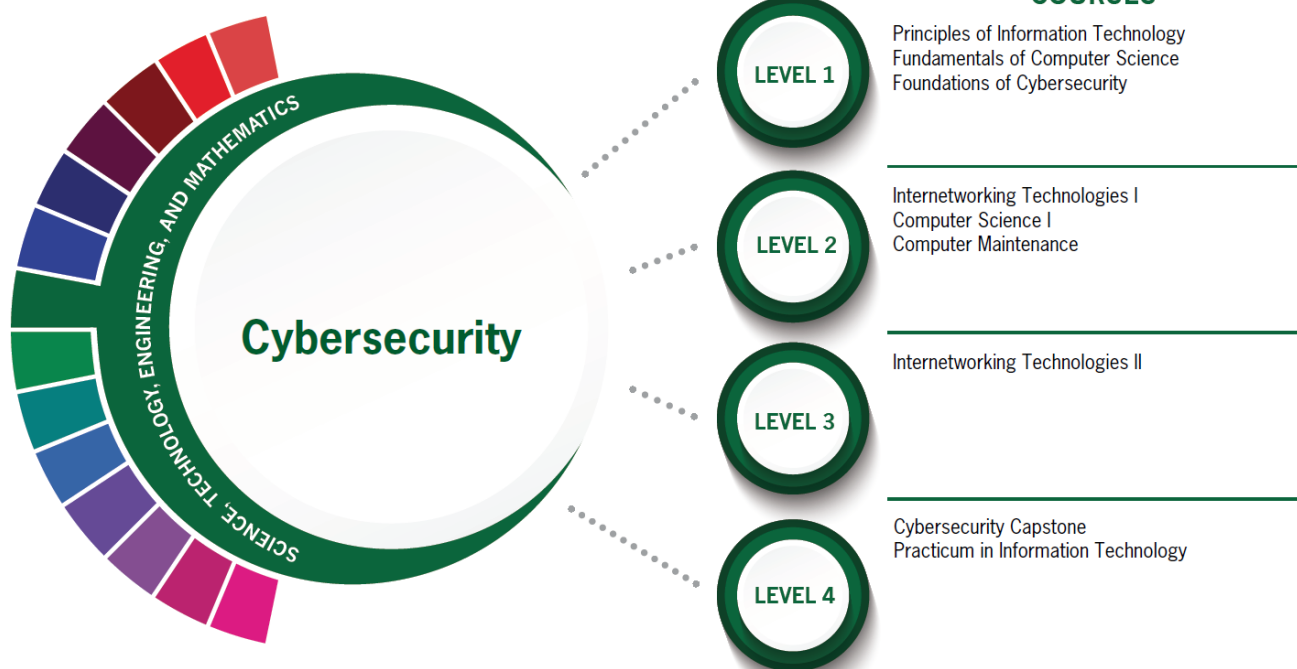 COURSES
SCIENCE, TECHNOLOGY, ENGINEERING, AND MATHEMATICS
Cybersecurity
LEVEL 1
Principles of Information Technology
Fundamentals of Computer Science
Foundations of Cybersecurity
LEVEL 2
Internetworking Technologies I
Computer Science I
Computer Maintenance
LEVEL 3
Internetworking Technologies II
LEVEL 4
Cybersecurity Capstone
Practicum in Information Technology